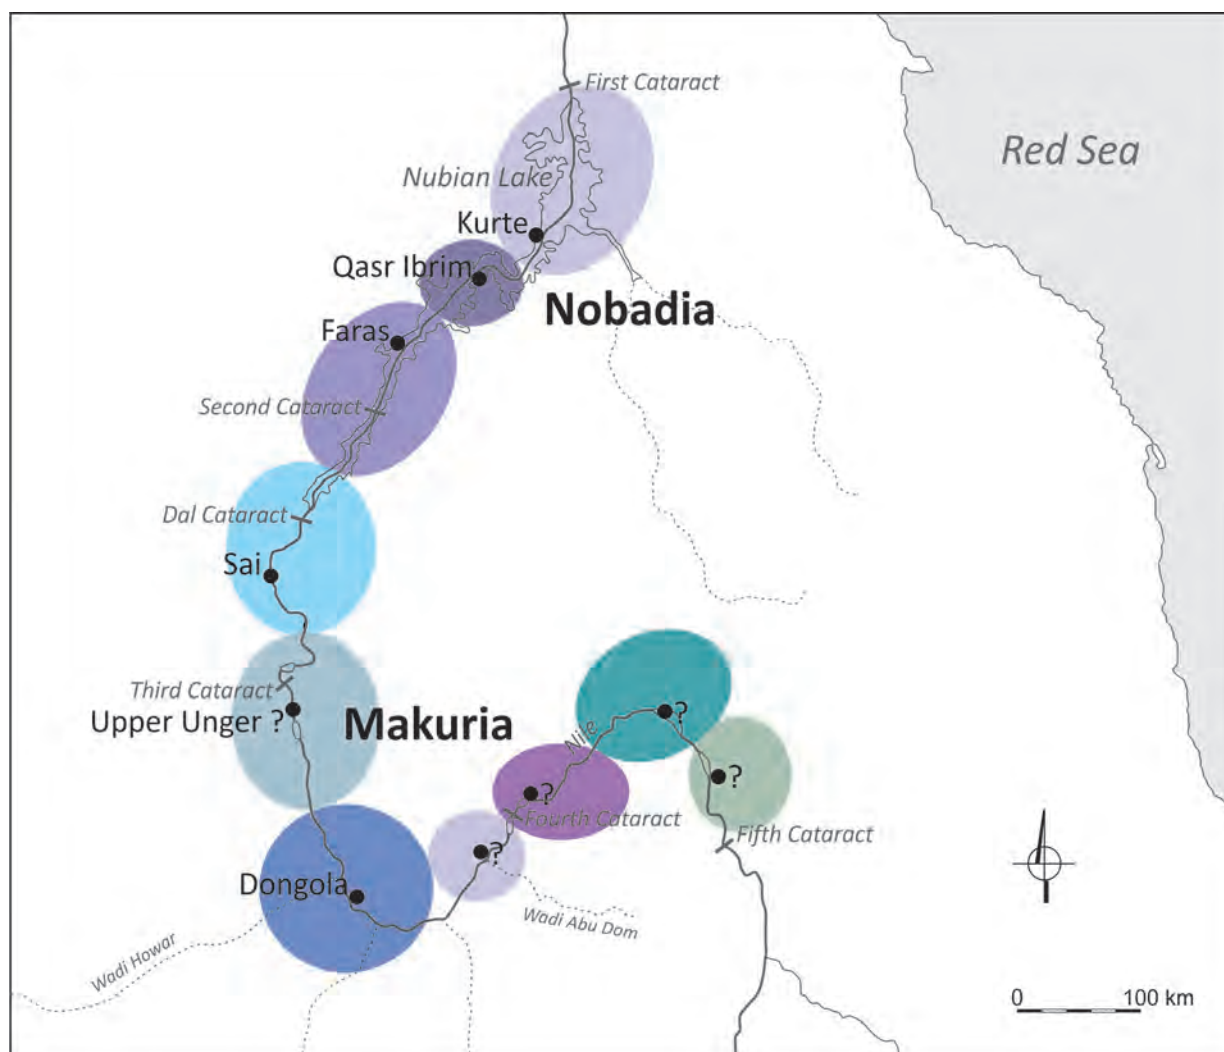 First Cataract
Red Sea
Nubian Lake
Kurte
Qasr Ibrim
Nobadia
Faras
Second Cataract
Dal Cataract
Sai
Third Cataract
Upper Unger ?
Makuria
?
Nile
?
?
Fourth Cataract
Fifth Cataract
?
Dongola
Wadi Abu Dom
Wadi Howar
0 100 km